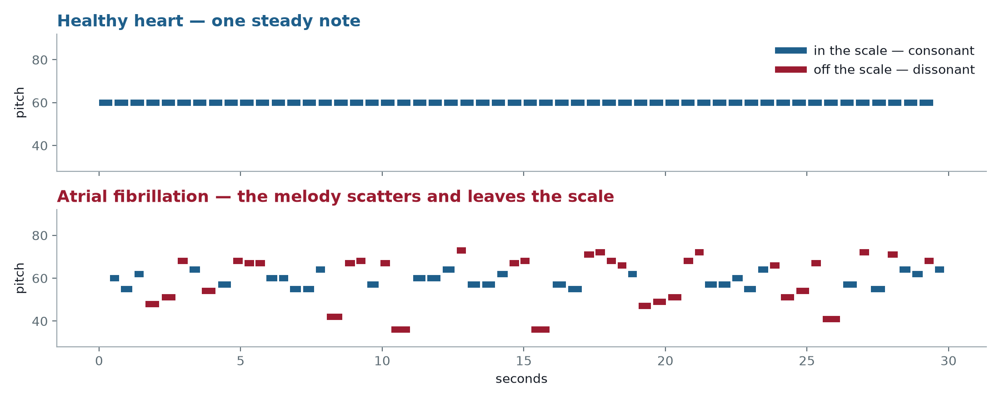 Healthy heart — one steady note
in the scale — consonant
off the scale — dissonant
80
60
40
pitch
Atrial fibrillation — the melody scatters and leaves the scale
80
60
40
pitch
0 5 10 15 20 25 30
seconds